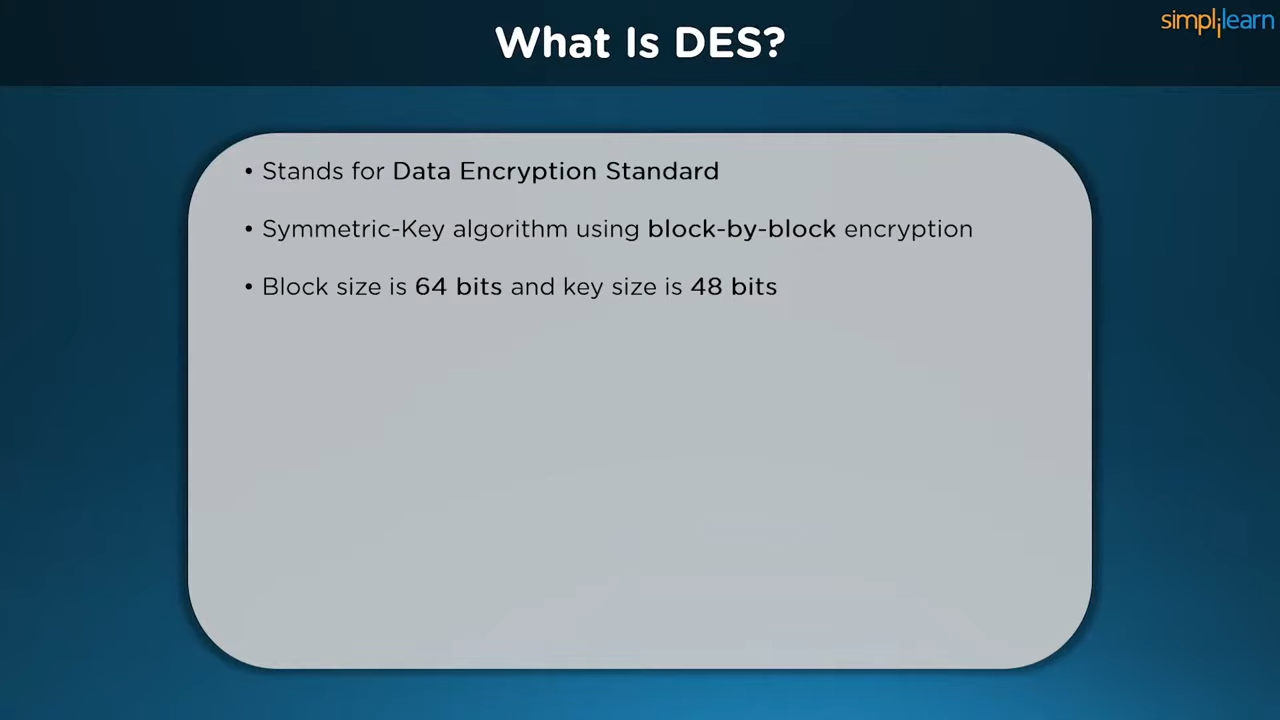 What Is DES?
simplilearn
• Stands for Data Encryption Standard
• Symmetric-Key algorithm using block-by-block encryption
• Block size is 64 bits and key size is 48 bits